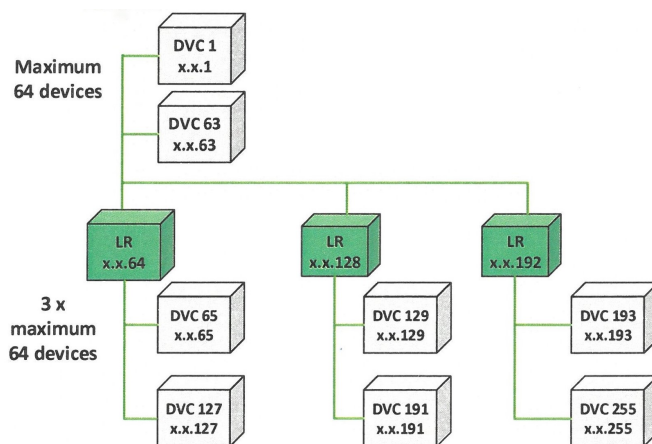 Maximum
64 devices
DVC 1
x.x.1
DVC 63
x.x.63
LR
x.x.64
LR
x.x.128
LR
x.x.192
3 x
maximum
64 devices
DVC 65
x.x.65
DVC 129
x.x.129
DVC 193
x.x.193
DVC 127
x.x.127
DVC 191
x.x.191
DVC 255
x.x.255